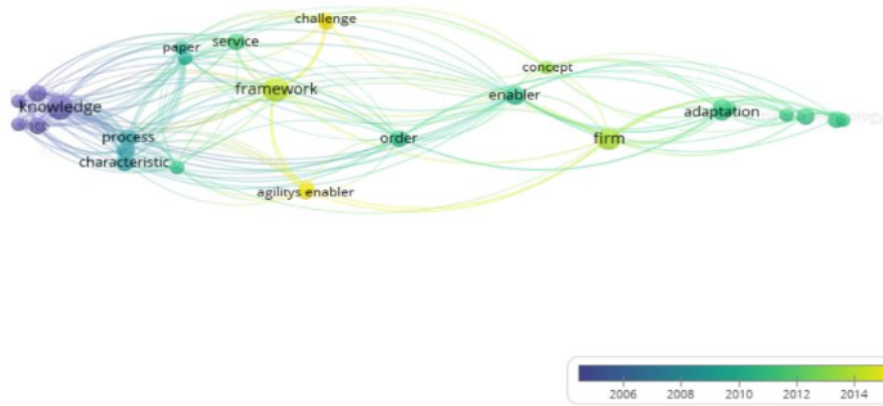 challenge
paper
service
concept
framework
enabler
knowledge
adaptation
process
order
firm
characteristic
agilitys enabler
2006 2008 2010 2012 2014